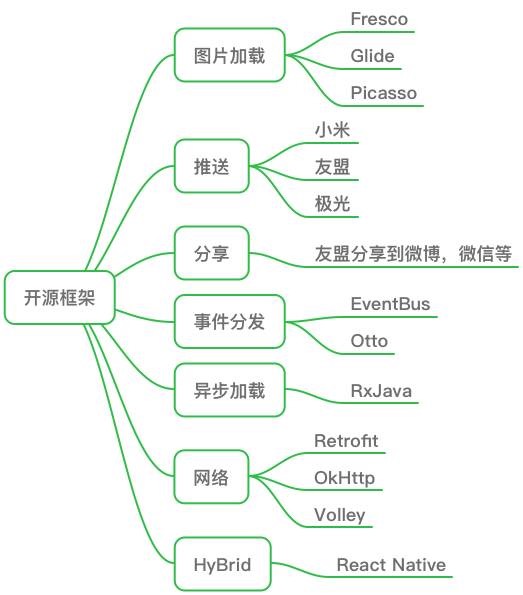 开源框架
图片加载
Fresco
Glide
Picasso
推送
小米
友盟
极光
分享
友盟分享到微博，微信等
事件分发
EventBus
Otto
异步加载
RxJava
网络
Retrofit
OkHttp
Volley
HyBrid
React Native